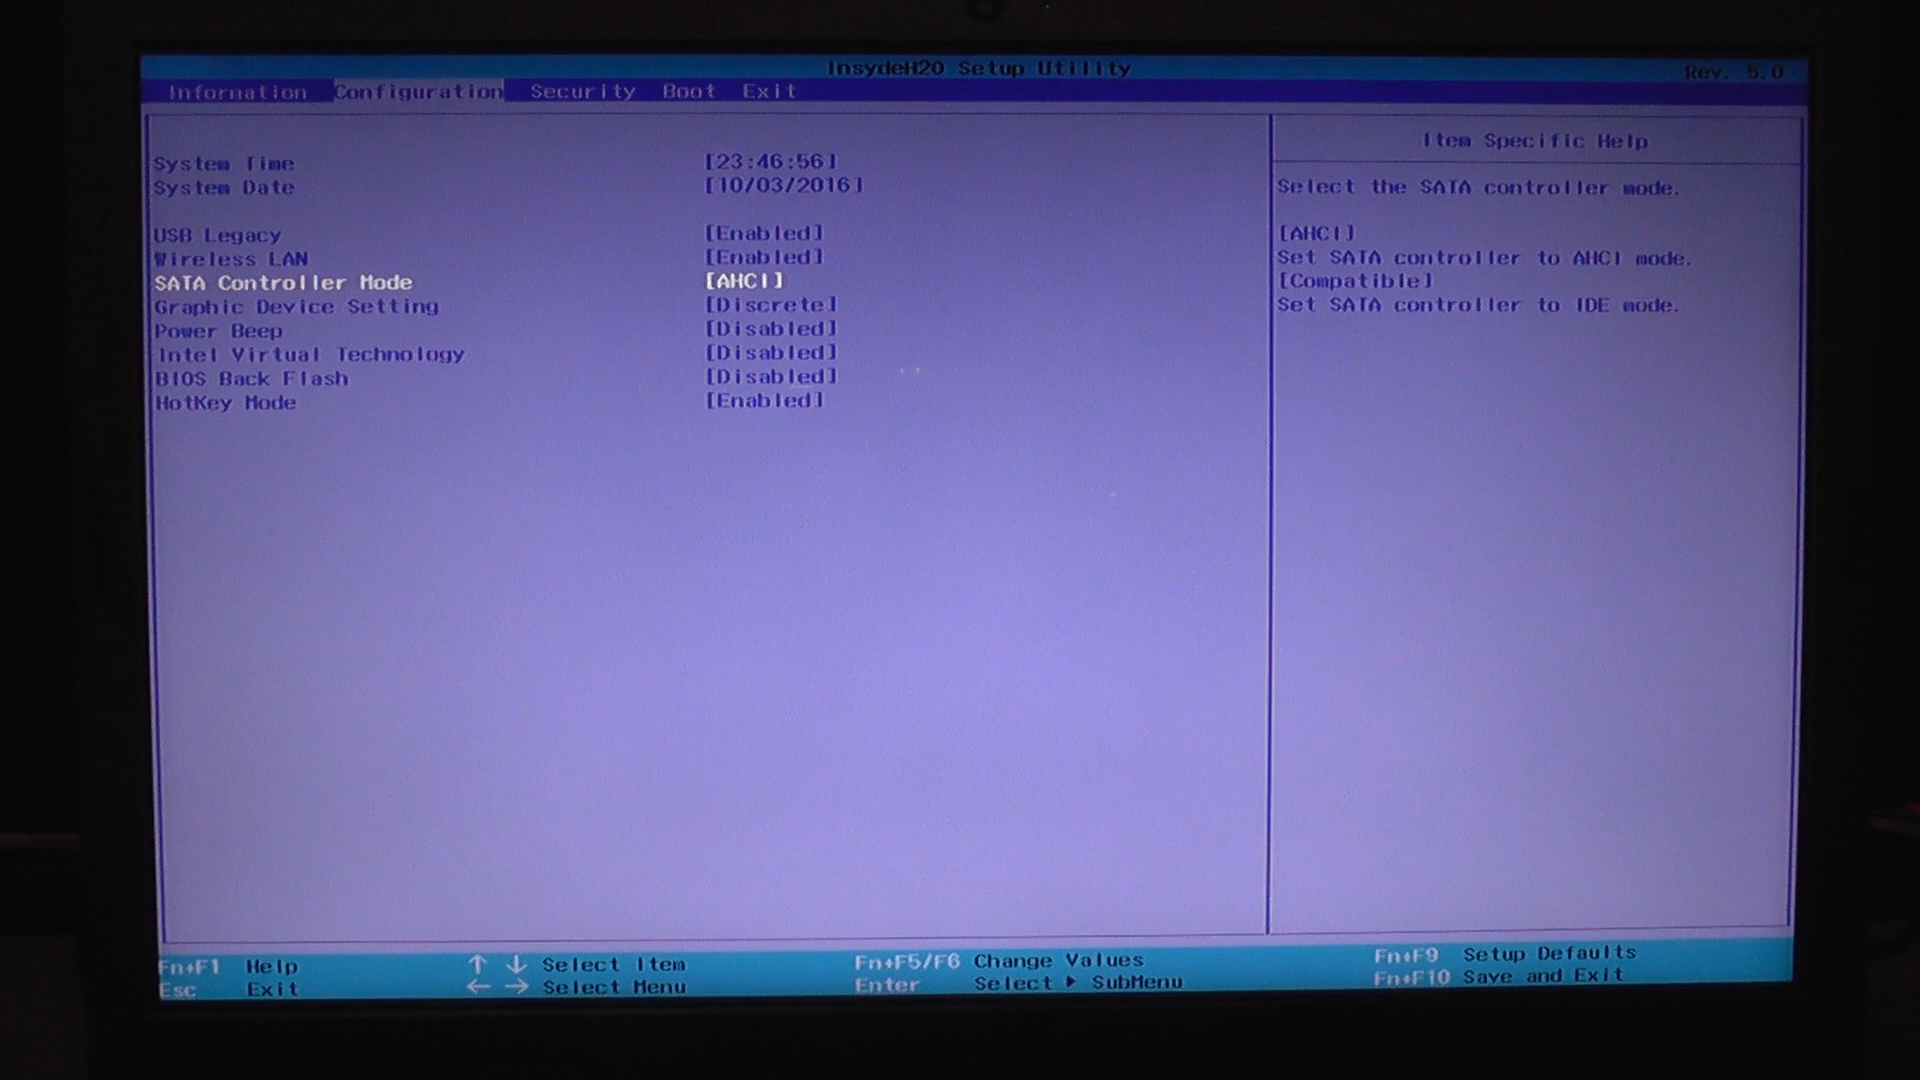 InsydeH2O Setup Utility Rev. 5.0
Information Configuration Security Boot Exit
System Time [23:46:56]
System Date [10/03/2016]
USB Legacy [Enabled]
Wireless LAN [Enabled]
SATA Controller Mode [AHCI]
Graphic Device Setting [Discrete]
Power Beep [Disabled]
Intel Virtual Technology [Disabled]
BIOS Back Flash [Disabled]
HotKey Mode [Enabled]
Item Specific Help
Select the SATA controller mode.
[AHCI]
Set SATA controller to AHCI mode.
[Compatible]
Set SATA controller to IDE mode.
Fn+F1 Help ↑ ↓ Select Item Fn+F5/F6 Change Values Fn+F9 Setup Defaults
Esc Exit ← → Select Menu Enter Select ▶ SubMenu Fn+F10 Save and Exit